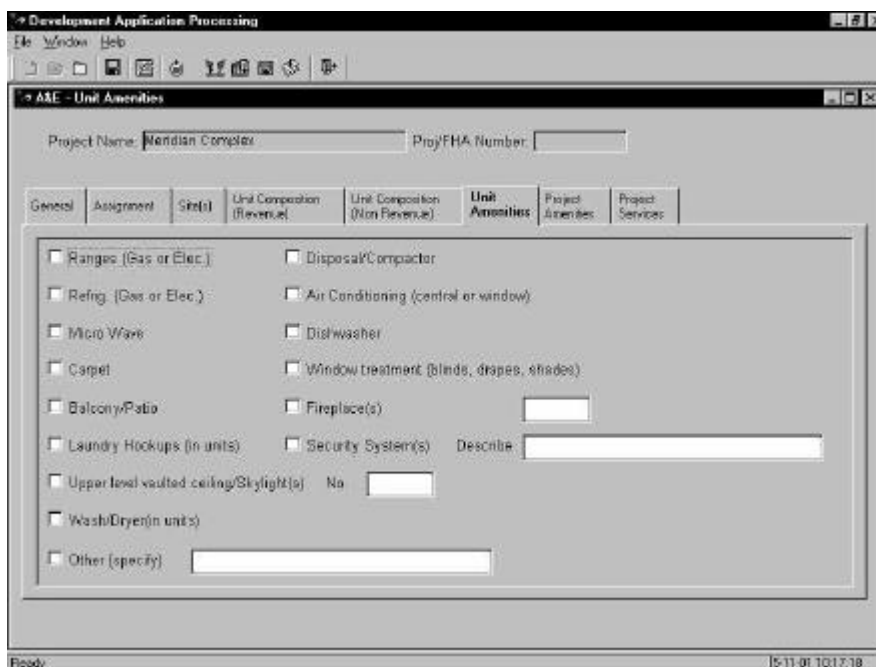 Development Application Processing
File Window Help
A&E - Unit Amenities
Project Name: Meridian Complex Proj/FHA Number:
General Assignment Site(s) Unit Composition (Revenue) Unit Composition (Non Revenue) Unit Amenities Project Amenities Project Services
Ranges (Gas or Elec.) Disposal/Compactor
Refrig. (Gas or Elec.) Air Conditioning (central or window)
Micro Wave Dishwasher
Carpet Window treatment (blinds, drapes, shades)
Balcony/Patio Fireplace(s)
Laundry Hookups (in units) Security System(s) Describe
Upper level vaulted ceiling/Skylight(s) No
Wash/Dryer(in units)
Other (specify)
Ready 5-11-01 10:17:18